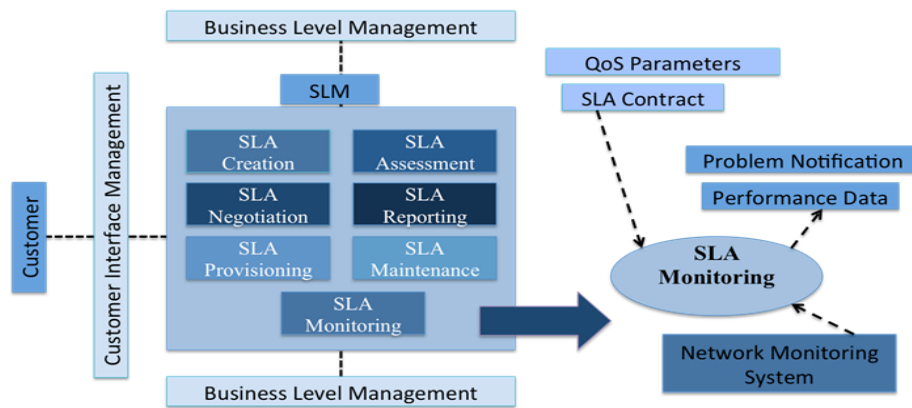 Business Level Management
SLM
SLA
Creation
SLA
Assessment
SLA
Negotiation
SLA
Reporting
SLA
Provisioning
SLA
Maintenance
SLA
Monitoring
Customer
Customer Interface Management
Business Level Management
QoS Parameters
SLA Contract
Problem Notification
Performance Data
SLA
Monitoring
Network Monitoring
System